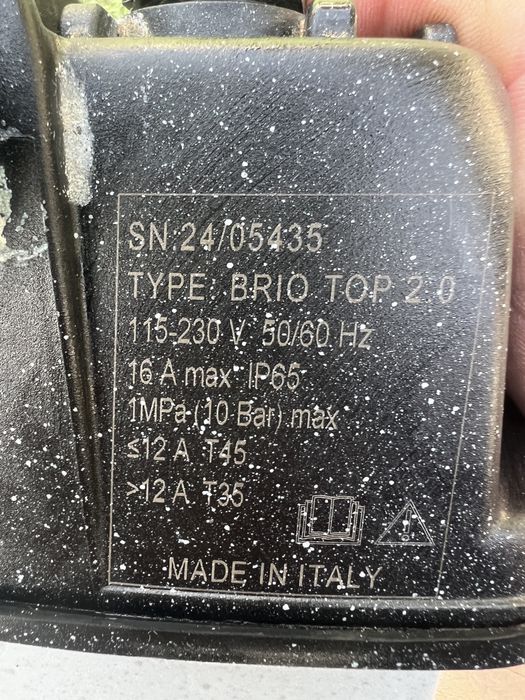 SN:24/05435
TYPE: BRIO TOP 2.0
115-230 V. 50/60 Hz
16 A max IP65
1MPa (10 Bar) max
≤12 A T45
>12 A T35
MADE IN ITALY